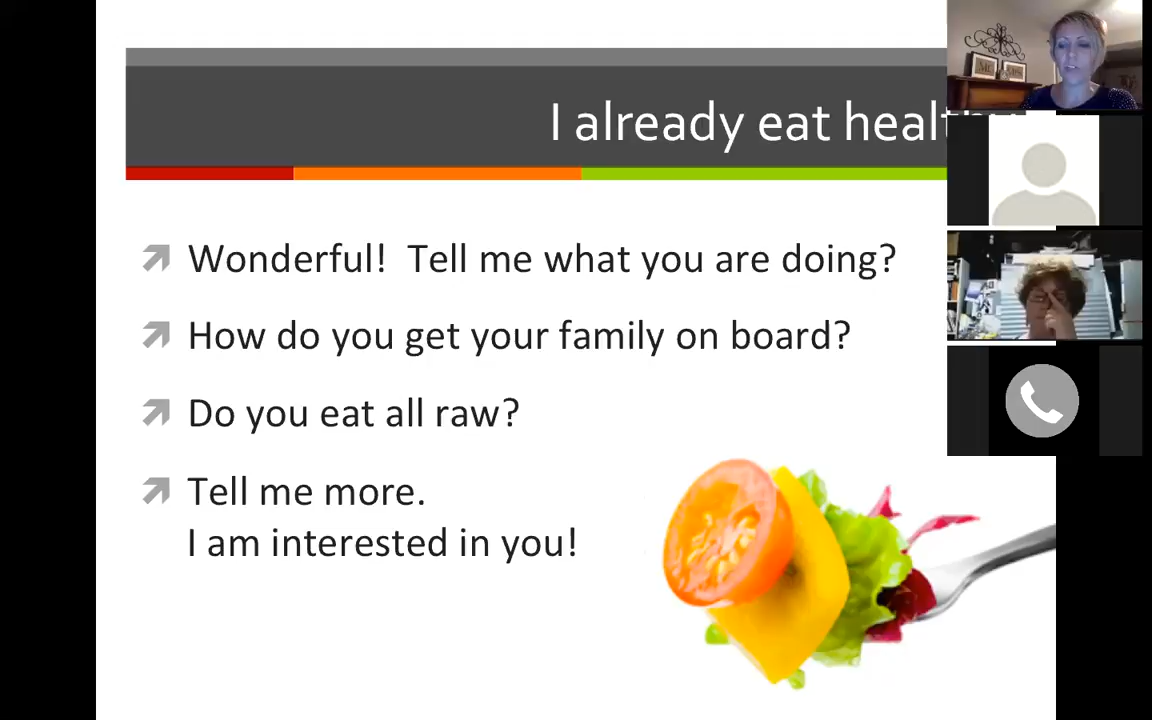 I already eat
Wonderful!  Tell me what you are doing?
How do you get your family on board?
Do you eat all raw?
Tell me more.
I am interested in you!